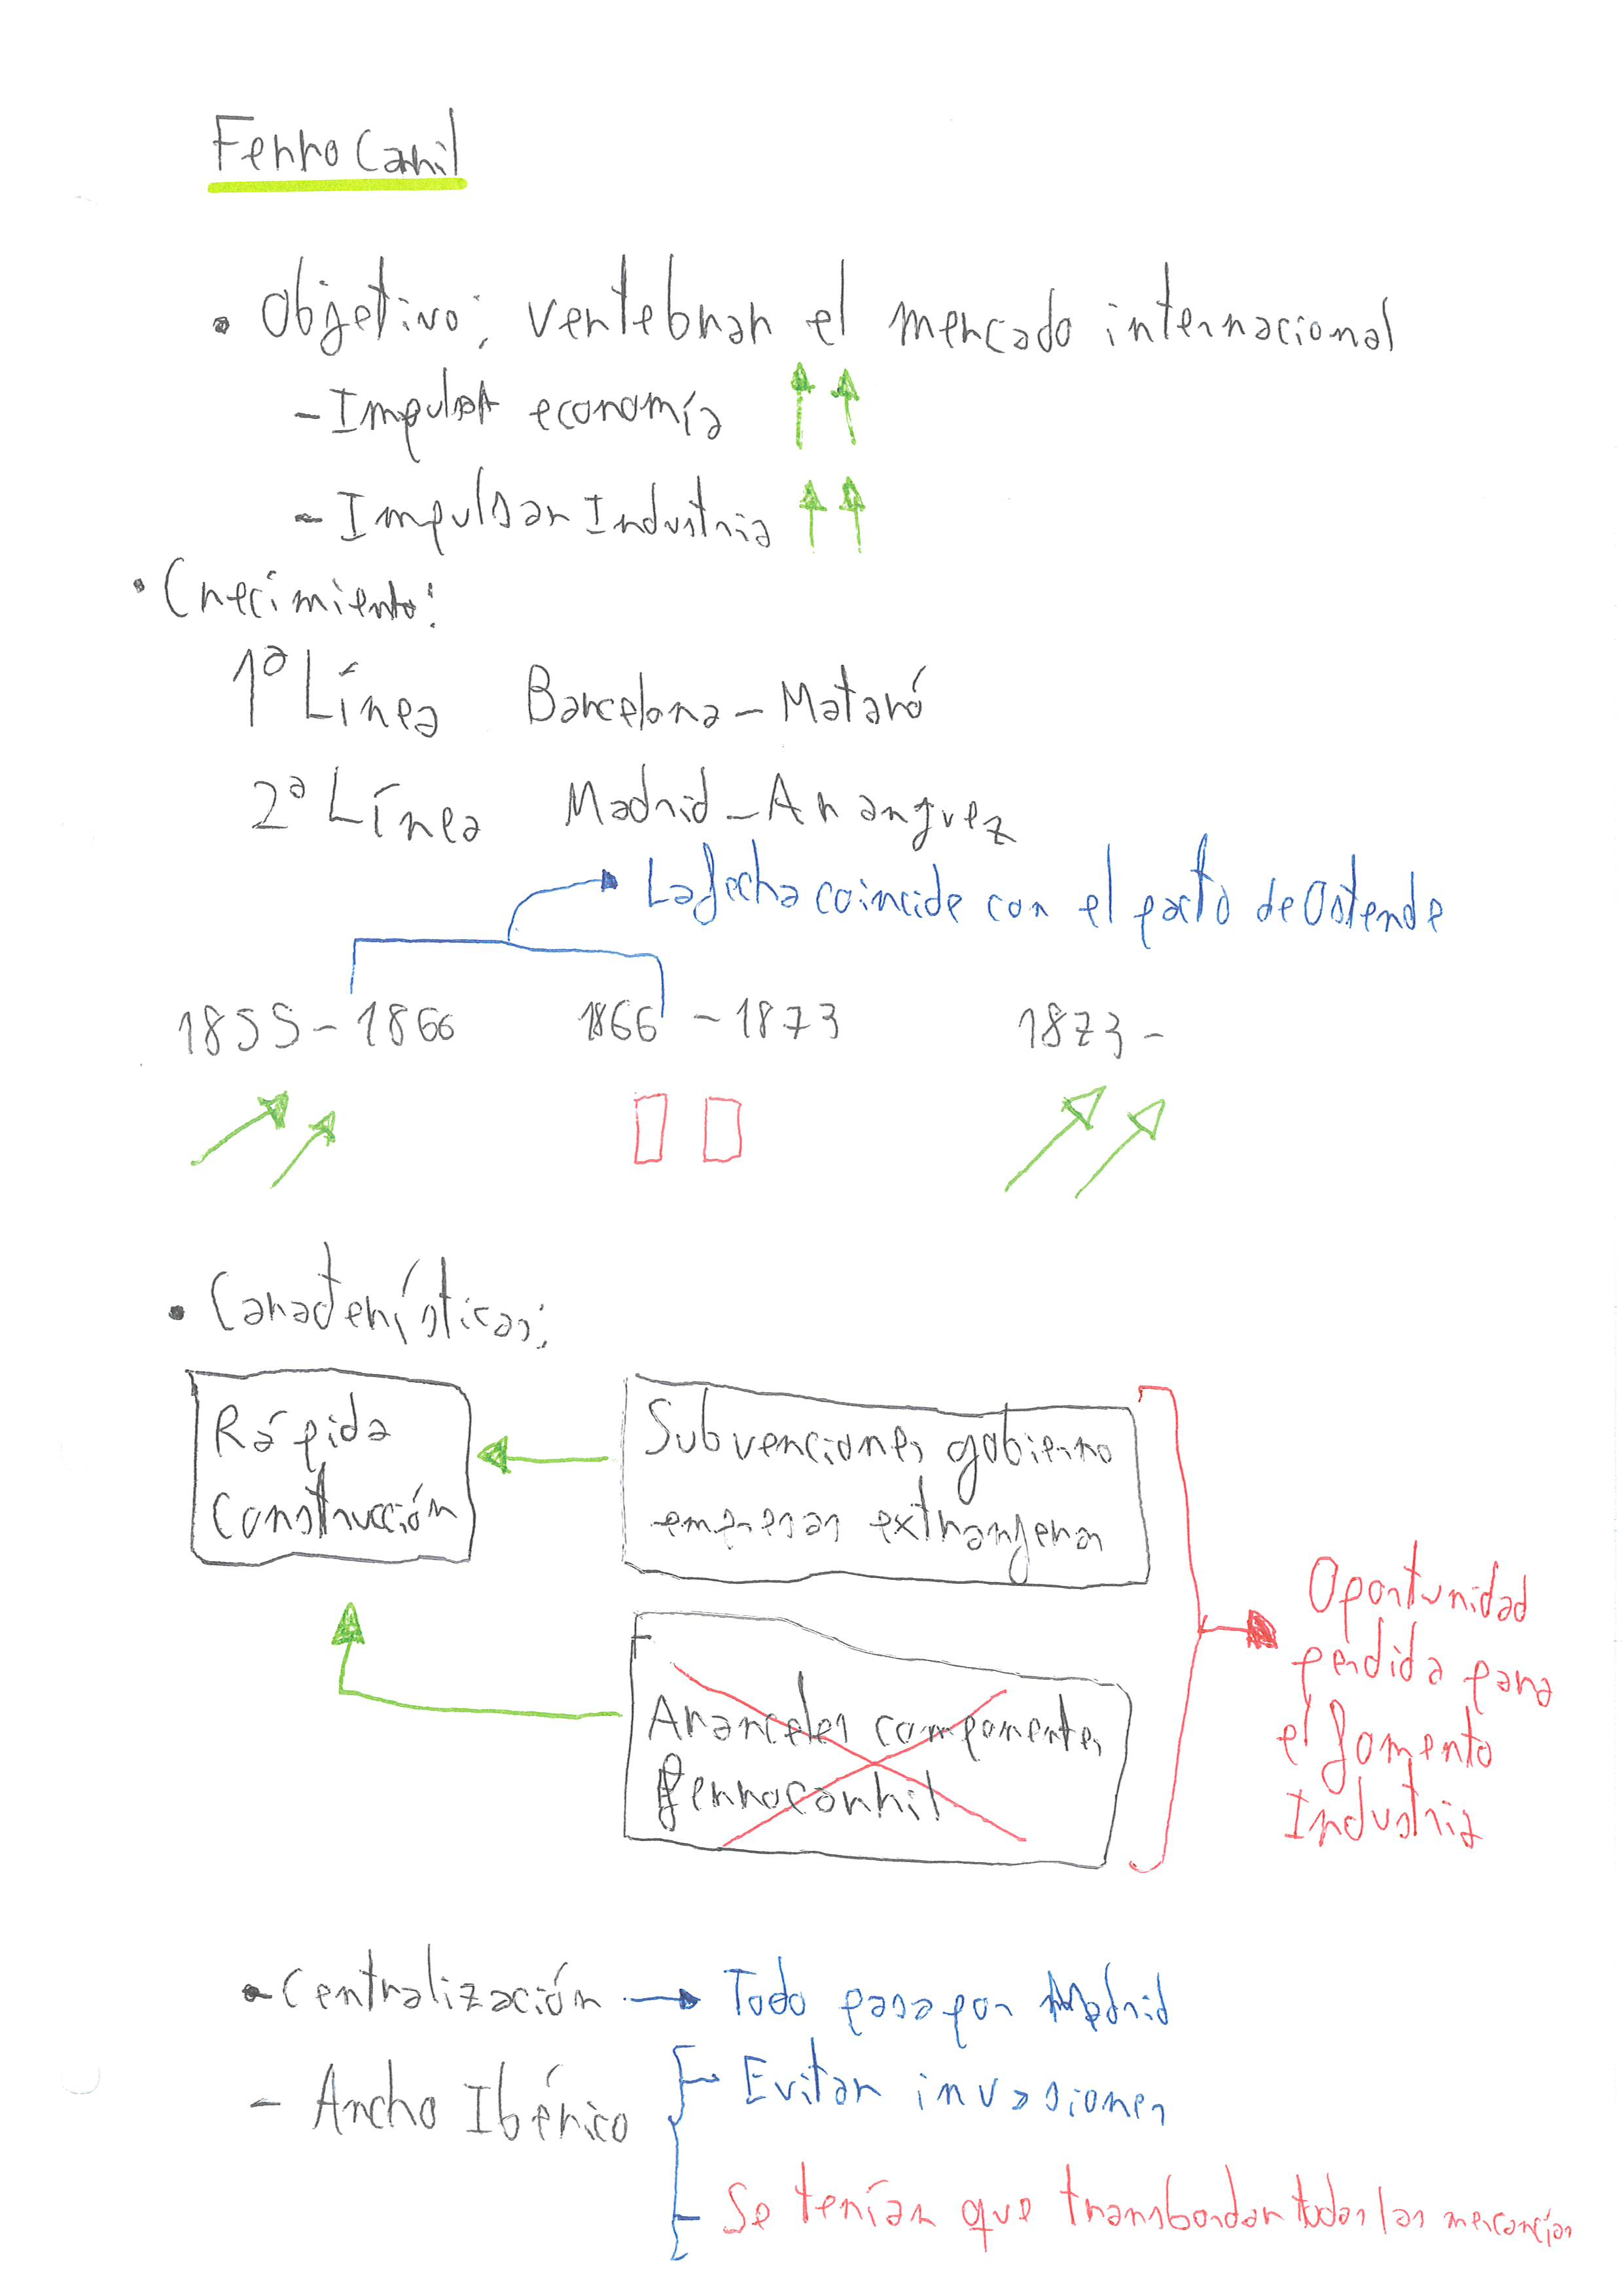 Ferrocarril
• Objetivo: vertebrar el mercado internacional
- Impulsar economía
- Impulsar Industria
• Crecimiento:
1ª Línea Barcelona - Mataró
2ª Línea Madrid - Aranguez
La fecha coincide con el pacto de Ostende
1855 - 1866 1866 - 1873 1873 -
• Características:
Rápida
construcción
Subvenciones gobierno
empresas extranjeras
Aranceles componentes
ferrocarril
Oportunidad
perdida para
el fomento
Industria
- Centralización → Todo pasa por Madrid
- Ancho Ibérico
- Evitar invasiones
- Se tenían que transbordar todas las mercancías